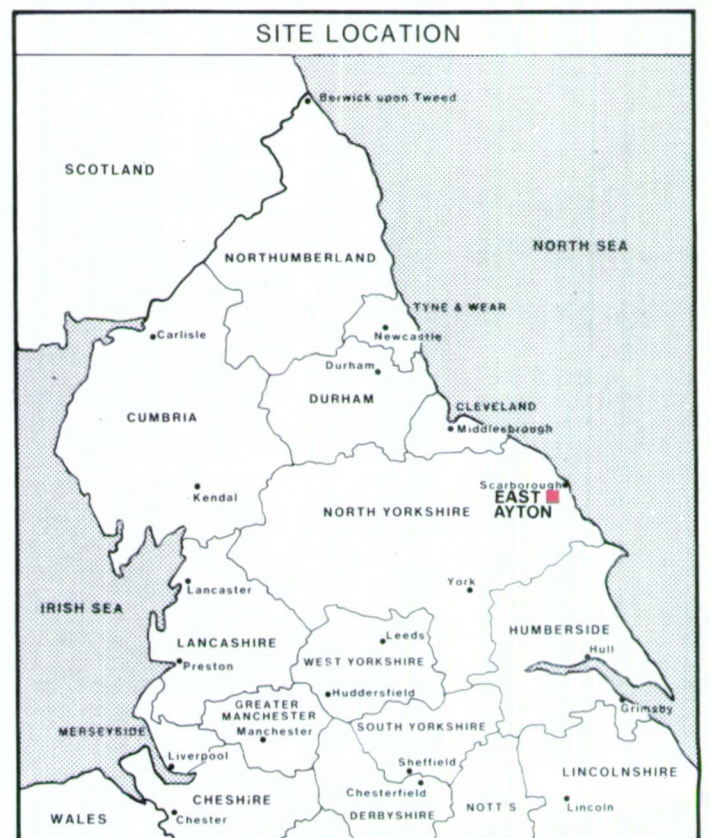 SITE LOCATION
Berwick upon Tweed
SCOTLAND
NORTH SEA
NORTHUMBERLAND
TYNE & WEAR
Carlisle
Newcastle
Durham
DURHAM
CLEVELAND
CUMBRIA
Middlesbrough
Scarborough
Kendal
EAST
AYTON
NORTH YORKSHIRE
York
Lancaster
IRISH SEA
HUMBERSIDE
Leeds
LANCASHIRE
Hull
WEST YORKSHIRE
Preston
Huddersfield
GREATER
MANCHESTER
Grimsby
SOUTH YORKSHIRE
MERSEYSIDE
Manchester
Liverpool
Sheffield
LINCOLNSHIRE
Chesterfield
CHESHIRE
NOTT S
Lincoln
DERBYSHIRE
WALES
Chester